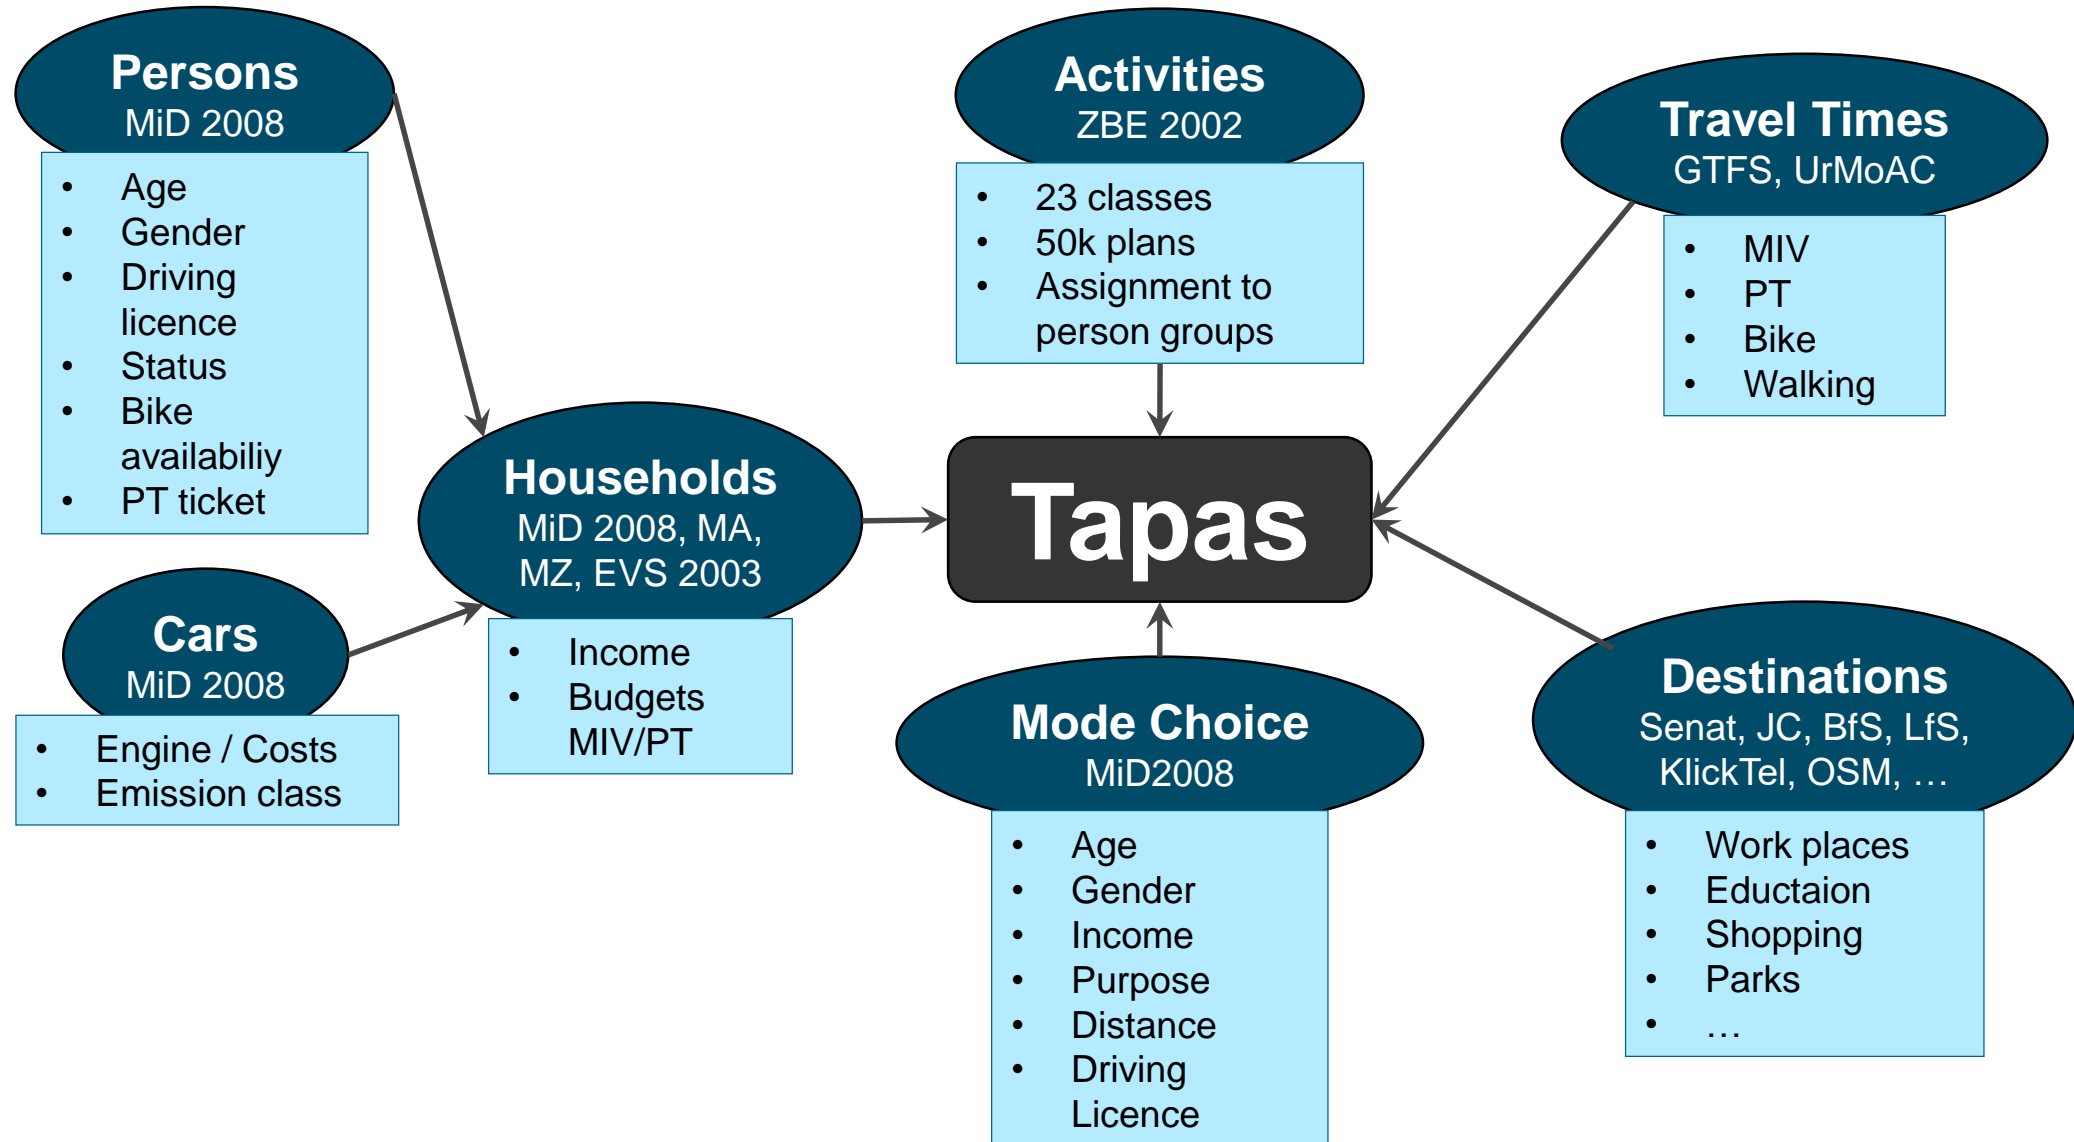 Persons
MiD 2008
• Age
• Gender
• Driving
licence
• Status
• Bike
availabiliy
• PT ticket
Cars
MiD 2008
• Engine / Costs
• Emission class
Households
MiD 2008, MA,
MZ, EVS 2003
• Income
• Budgets
MIV/PT
Activities
ZBE 2002
• 23 classes
• 50k plans
• Assignment to
person groups
Tapas
Mode Choice
MiD2008
• Age
• Gender
• Income
• Purpose
• Distance
• Driving
Licence
Travel Times
GTFS, UrMoAC
• MIV
• PT
• Bike
• Walking
Destinations
Senat, JC, BfS, LfS,
KlickTel, OSM, …
• Work places
• Eductaion
• Shopping
• Parks
• …